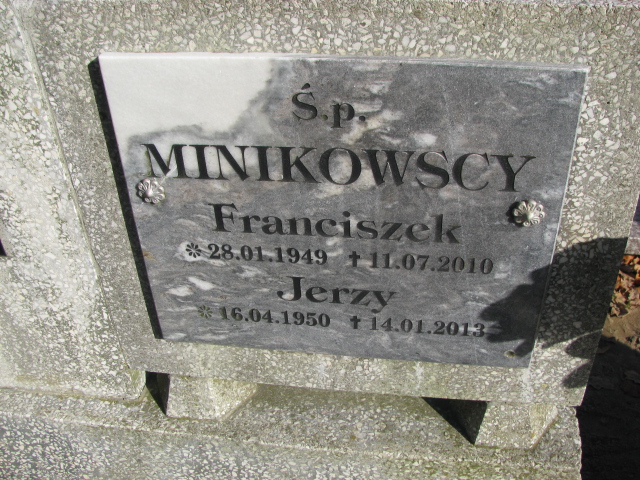 Ś.p.
MINIKOWSCY
Franciszek
* 28.01.1949 ✝ 11.07.2010
Jerzy
* 16.04.1950 ✝ 14.01.2013